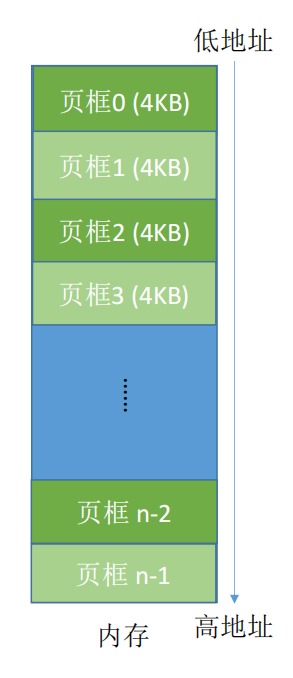 低地址
页框0 (4KB)
页框1 (4KB)
页框2 (4KB)
页框3 (4KB)
......
页框 n-2
页框 n-1
内存
高地址